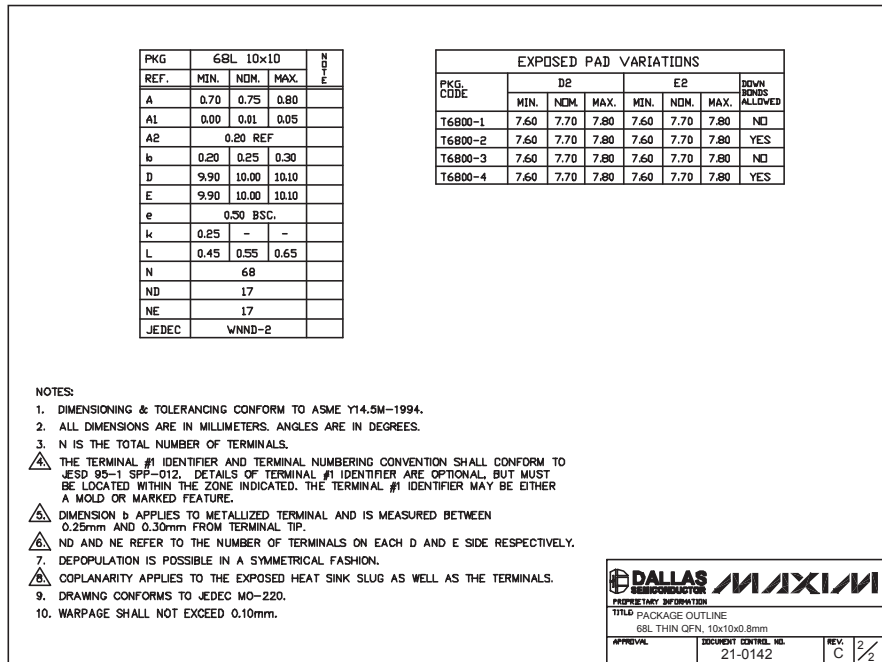 PKG 68L 10x10 NOTE
REF. MIN. NOM. MAX.
A 0.70 0.75 0.80
A1 0.00 0.01 0.05
A2 0.20 REF
b 0.20 0.25 0.30
D 9.90 10.00 10.10
E 9.90 10.00 10.10
e 0.50 BSC.
k 0.25 - -
L 0.45 0.55 0.65
N 68
ND 17
NE 17
JEDEC WNND-2
EXPOSED PAD VARIATIONS
PKG. CODE D2 E2 DOWN BONDS ALLOWED
MIN. NOM. MAX. MIN. NOM. MAX.
T6800-1 7.60 7.70 7.80 7.60 7.70 7.80 NO
T6800-2 7.60 7.70 7.80 7.60 7.70 7.80 YES
T6800-3 7.60 7.70 7.80 7.60 7.70 7.80 NO
T6800-4 7.60 7.70 7.80 7.60 7.70 7.80 YES
NOTES:
1. DIMENSIONING & TOLERANCING CONFORM TO ASME Y14.5M-1994.
2. ALL DIMENSIONS ARE IN MILLIMETERS. ANGLES ARE IN DEGREES.
3. N IS THE TOTAL NUMBER OF TERMINALS.
4. THE TERMINAL #1 IDENTIFIER AND TERMINAL NUMBERING CONVENTION SHALL CONFORM TO
JESD 95-1 SPP-012. DETAILS OF TERMINAL #1 IDENTIFIER ARE OPTIONAL, BUT MUST
BE LOCATED WITHIN THE ZONE INDICATED. THE TERMINAL #1 IDENTIFIER MAY BE EITHER
A MOLD OR MARKED FEATURE.
5. DIMENSION b APPLIES TO METALLIZED TERMINAL AND IS MEASURED BETWEEN
0.25mm AND 0.30mm FROM TERMINAL TIP.
6. ND AND NE REFER TO THE NUMBER OF TERMINALS ON EACH D AND E SIDE RESPECTIVELY.
7. DEPOPULATION IS POSSIBLE IN A SYMMETRICAL FASHION.
8. COPLANARITY APPLIES TO THE EXPOSED HEAT SINK SLUG AS WELL AS THE TERMINALS.
9. DRAWING CONFORMS TO JEDEC MO-220.
10. WARPAGE SHALL NOT EXCEED 0.10mm.
DALLAS SEMICONDUCTOR MAXIM
PROPRIETARY INFORMATION
TITLE: PACKAGE OUTLINE
68L THIN QFN, 10x10x0.8mm
APPROVAL DOCUMENT CONTROL NO. REV.
21-0142 C 2/2